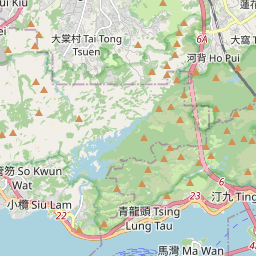 ui Kiu
大棠村 Tai Tong
Tsuen
蓮花
6A
大窩 T
河背 Ho Pui
笏 So Kwun
Wat
小欖 Siu Lam
22
23
汀九 Ting
青龍頭 Tsing
Lung Tau
馬灣 Ma Wan